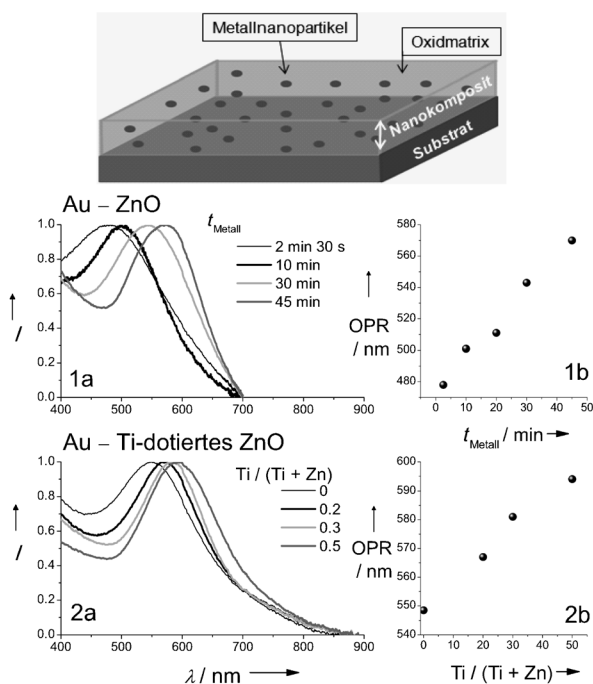 Metallnanopartikel
Oxidmatrix
Nanokomposit
Substrat
Au – ZnO
t Metall
2 min 30 s
10 min
30 min
45 min
1.0
0.8
0.6
0.4
0.2
0.0
I
1a
400 500 600 700 800 900
580
560
540
520
500
480
OPR
/ nm
1b
0 10 20 30 40 50
t Metall / min
Au – Ti-dotiertes ZnO
Ti / (Ti + Zn)
0
0.2
0.3
0.5
1.0
0.8
0.6
0.4
0.2
0.0
I
2a
400 500 600 700 800 900
λ / nm
600
590
580
570
560
550
540
OPR
/ nm
2b
0 10 20 30 40 50
Ti / (Ti + Zn)